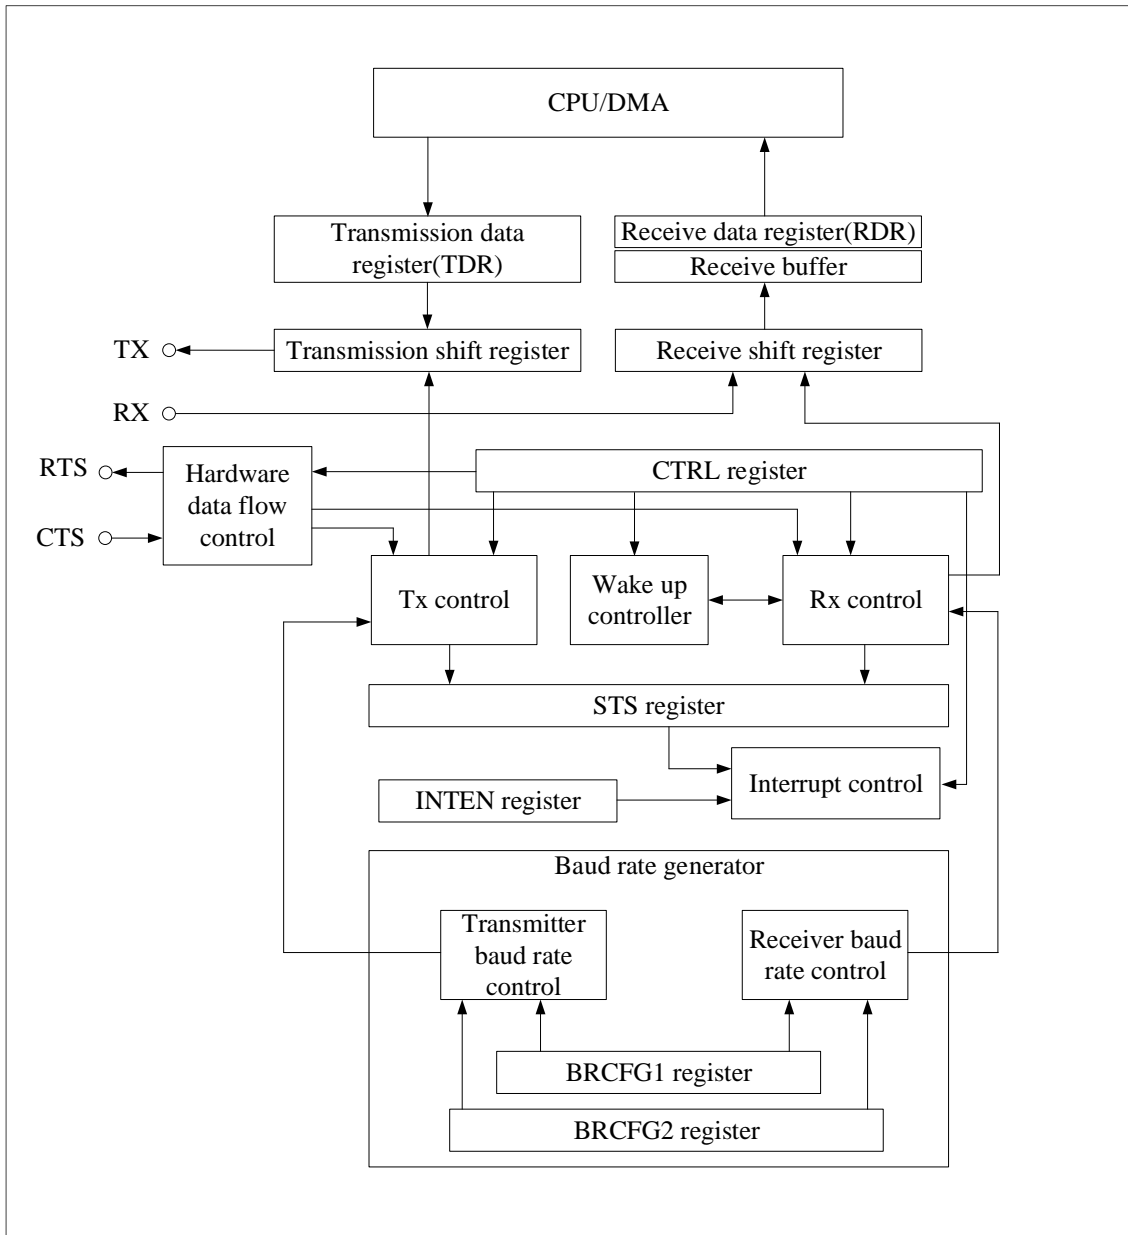 CPU/DMA
Transmission data
register(TDR)
Receive data register(RDR)
Receive buffer
TX
Transmission shift register
Receive shift register
RX
RTS
CTS
Hardware
data flow
control
CTRL register
Tx control
Wake up
controller
Rx control
STS register
INTEN register
Interrupt control
Baud rate generator
Transmitter
baud rate
control
Receiver baud
rate control
BRCFG1 register
BRCFG2 register